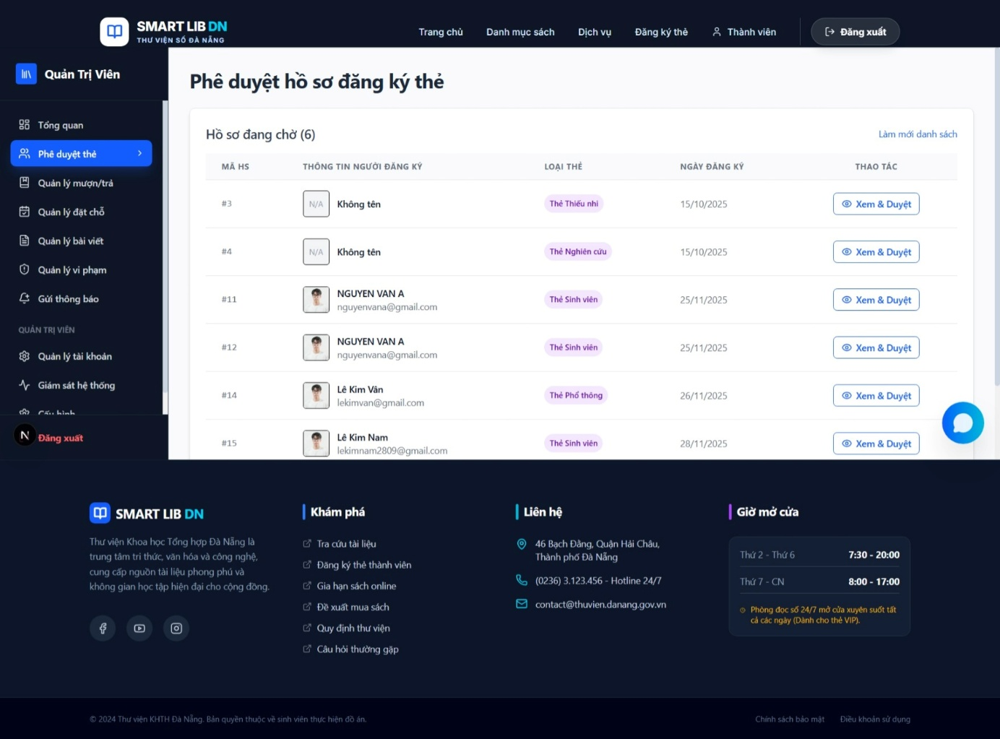 SMART LIB DN
THƯ VIỆN SỐ ĐÀ NẴNG
Trang chủ
Danh mục sách
Dịch vụ
Đăng ký thẻ
Thành viên
Đăng xuất
Quản Trị Viên
Tổng quan
Phê duyệt thẻ
Quản lý mượn/trả
Quản lý đặt chỗ
Quản lý bài viết
Quản lý vi phạm
Gửi thông báo
QUẢN TRỊ VIÊN
Quản lý tài khoản
Giám sát hệ thống
Cấu hình
N
Đăng xuất
Phê duyệt hồ sơ đăng ký thẻ
Hồ sơ đang chờ (6)
Làm mới danh sách
MÃ HS THÔNG TIN NGƯỜI ĐĂNG KÝ LOẠI THẺ NGÀY ĐĂNG KÝ THAO TÁC
#3 N/A Không tên Thẻ Thiếu nhi 15/10/2025 Xem & Duyệt
#4 N/A Không tên Thẻ Nghiên cứu 15/10/2025 Xem & Duyệt
#11 NGUYEN VAN A Thẻ Sinh viên 25/11/2025 Xem & Duyệt
nguyenvana@gmail.com
#12 NGUYEN VAN A Thẻ Sinh viên 25/11/2025 Xem & Duyệt
nguyenvana@gmail.com
#14 Lê Kim Vân Thẻ Phổ thông 26/11/2025 Xem & Duyệt
lekimvan@gmail.com
#15 Lê Kim Nam Thẻ Sinh viên 28/11/2025 Xem & Duyệt
lekimnam2809@gmail.com
SMART LIB DN
Thư viện Khoa học Tổng hợp Đà Nẵng là
trung tâm tri thức, văn hóa và công nghệ,
cung cấp nguồn tài liệu phong phú và
không gian học tập hiện đại cho cộng đồng.
Khám phá
Tra cứu tài liệu
Đăng ký thẻ thành viên
Gia hạn sách online
Đề xuất mua sách
Quy định thư viện
Câu hỏi thường gặp
Liên hệ
46 Bạch Đằng, Quận Hải Châu,
Thành phố Đà Nẵng
(0236) 3.123.456 - Hotline 24/7
contact@thuvien.danang.gov.vn
Giờ mở cửa
Thứ 2 - Thứ 6 7:30 - 20:00
Thứ 7 - CN 8:00 - 17:00
Phòng đọc số 24/7 mở cửa xuyên suốt tất
cả các ngày (Dành cho thẻ VIP).
© 2024 Thư viện KHTH Đà Nẵng. Bản quyền thuộc về sinh viên thực hiện đồ án.
Chính sách bảo mật
Điều khoản sử dụng